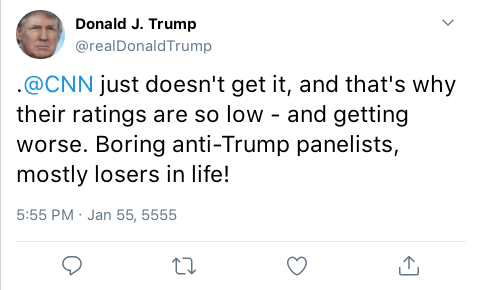 Donald J. Trump
@realDonaldTrump
.@CNN just doesn't get it, and that's why
their ratings are so low - and getting
worse. Boring anti-Trump panelists,
mostly losers in life!
5:55 PM · Jan 55, 5555